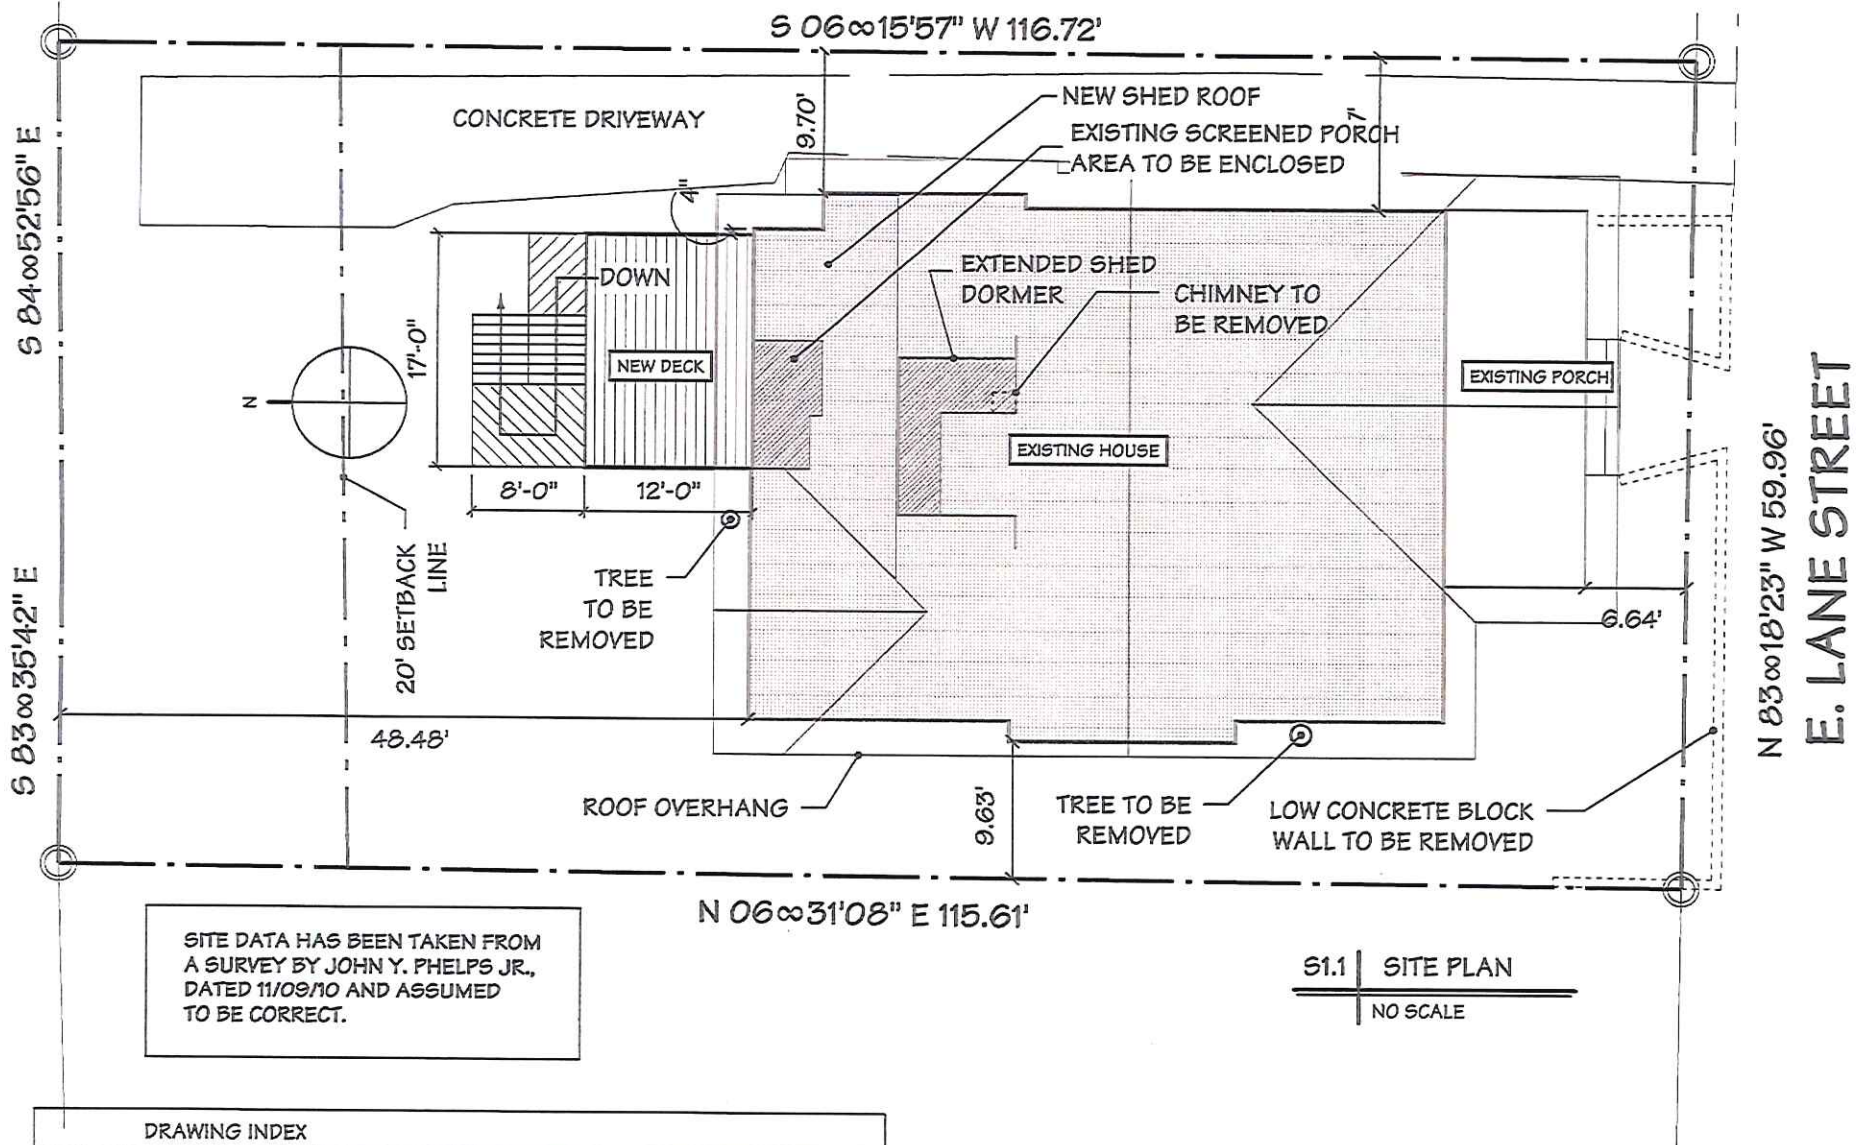 S 06∞15'57" W 116.72'
CONCRETE DRIVEWAY
9.70'
NEW SHED ROOF
EXISTING SCREENED PORCH
AREA TO BE ENCLOSED
7"
4"
S 84∞52'56" E
DOWN
EXTENDED SHED
DORMER
CHIMNEY TO
BE REMOVED
17'-0"
NEW DECK
EXISTING PORCH
N
EXISTING HOUSE
8'-0"
12'-0"
20' SETBACK
LINE
TREE
TO BE
REMOVED
S 83∞35'42" E
6.64'
N 83∞18'23" W 59.96'
E. LANE STREET
48.48'
ROOF OVERHANG
9.63'
TREE TO BE
REMOVED
LOW CONCRETE BLOCK
WALL TO BE REMOVED
N 06∞31'08" E 115.61'
SITE DATA HAS BEEN TAKEN FROM
A SURVEY BY JOHN Y. PHELPS JR.,
DATED 11/09/10 AND ASSUMED
TO BE CORRECT.
S1.1 SITE PLAN
NO SCALE
DRAWING INDEX